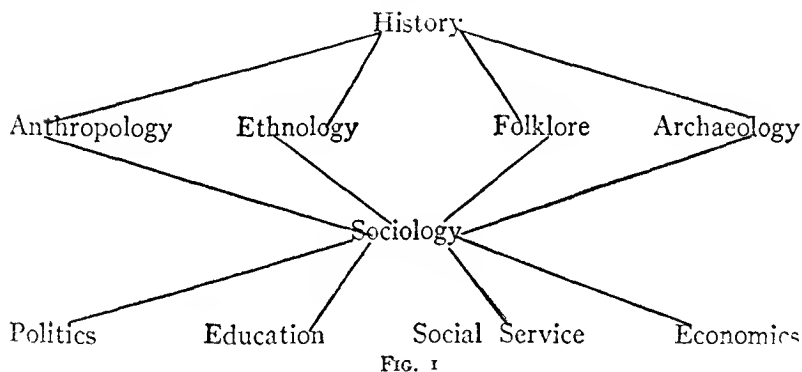 History
Anthropology Ethnology Folklore Archaeology
Sociology
Politics Education Social Service Economics
FIG. 1